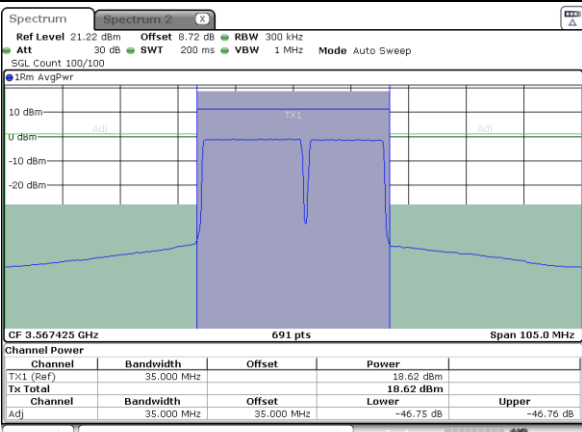 Spectrum Spectrum 2 X
Ref Level 21.22 dBm Offset 8.72 dB RBW 300 kHz
Att 30 dB SWT 200 ms VBW 1 MHz Mode Auto Sweep
SGL Count 100/100
1Rm AvgPwr
10 dBm
TX1
Adj Adj
0 dBm
-10 dBm
-20 dBm
CF 3.567425 GHz 691 pts Span 105.0 MHz
Channel Power
Channel Bandwidth Offset Power
TX1 (Ref) 35.000 MHz 18.62 dBm
Tx Total 18.62 dBm
Channel Bandwidth Offset Lower Upper
Adj 35.000 MHz 35.000 MHz -46.75 dB -46.76 dB